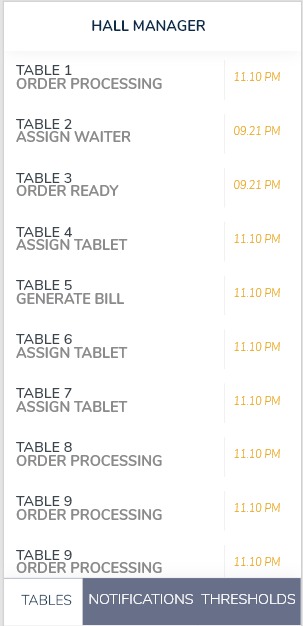 HALL MANAGER
TABLE 1
ORDER PROCESSING
11.10 PM
TABLE 2
ASSIGN WAITER
09.21 PM
TABLE 3
ORDER READY
09.21 PM
TABLE 4
ASSIGN TABLET
11.10 PM
TABLE 5
GENERATE BILL
11.10 PM
TABLE 6
ASSIGN TABLET
11.10 PM
TABLE 7
ASSIGN TABLET
11.10 PM
TABLE 8
ORDER PROCESSING
11.10 PM
TABLE 9
ORDER PROCESSING
11.10 PM
TABLE 9
ORDER PROCESSING
11.10 PM
TABLES NOTIFICATIONS THRESHOLDS